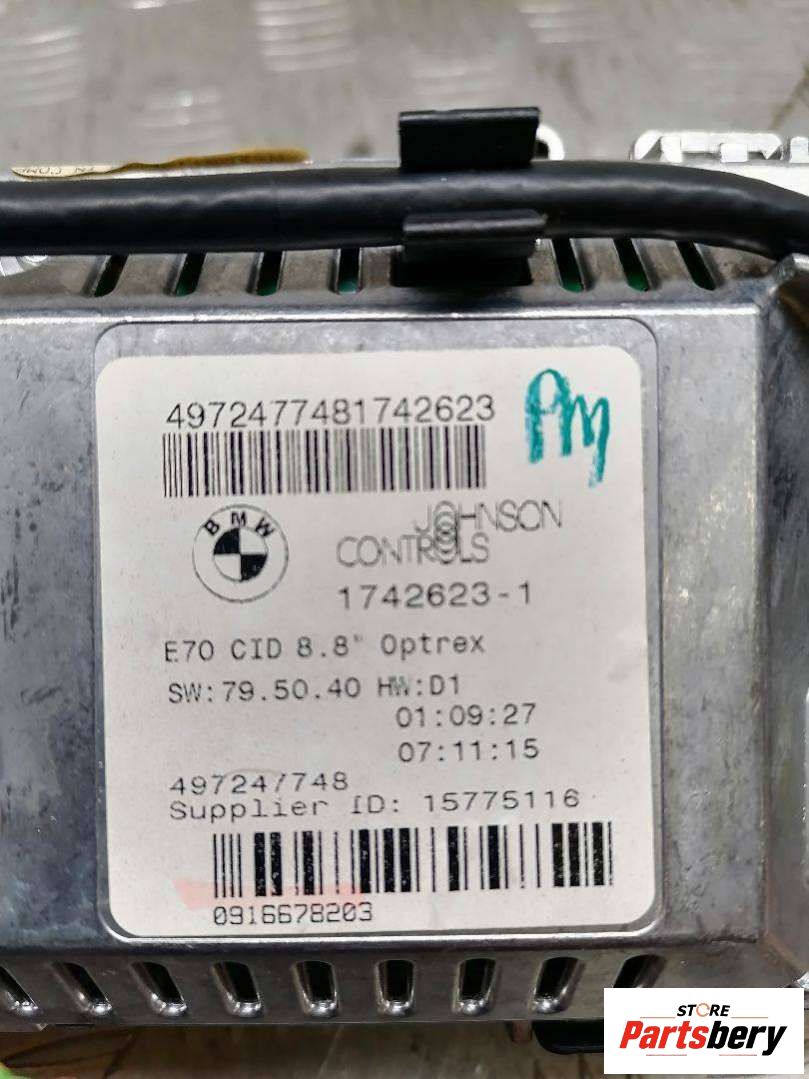 4972477481742623
PM
BMW
JOHNSON
CONTROLS
1742623-1
E70 CID 8.8" Optrex
SW:79.50.40 HW:D1
01:09:27
07:11:15
497247748
Supplier ID: 15775116
0916678203
STORE
Partsbery